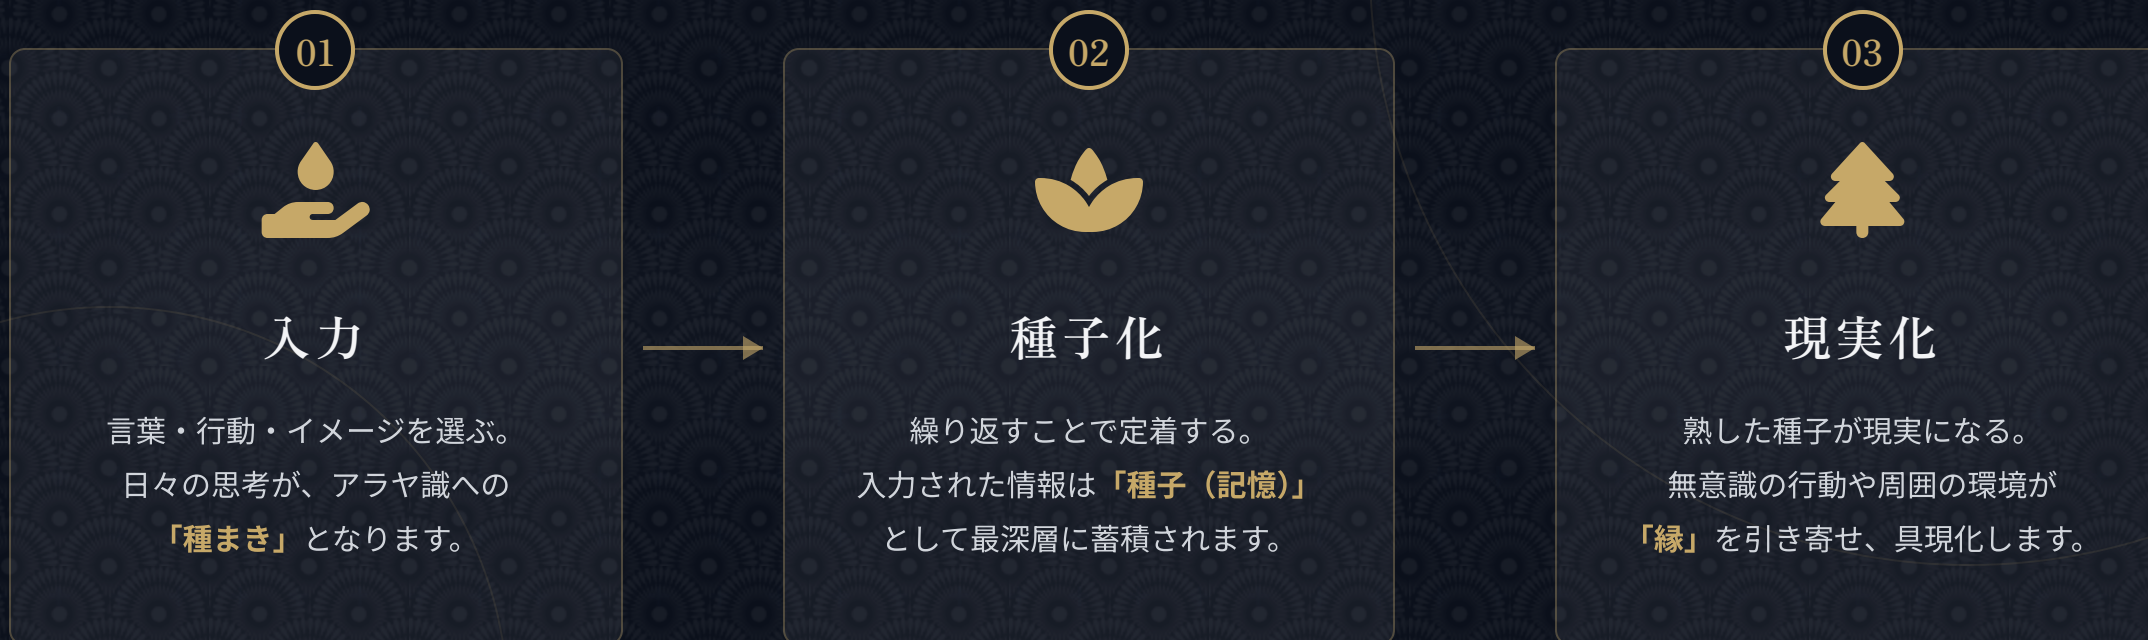 01
入力
言葉・行動・イメージを選ぶ。
日々の思考が、アラヤ識への
「種まき」となります。
02
種子化
繰り返すことで定着する。
入力された情報は「種子（記憶）」
として最深層に蓄積されます。
03
現実化
熟した種子が現実になる。
無意識の行動や周囲の環境が
「縁」を引き寄せ、具現化します。